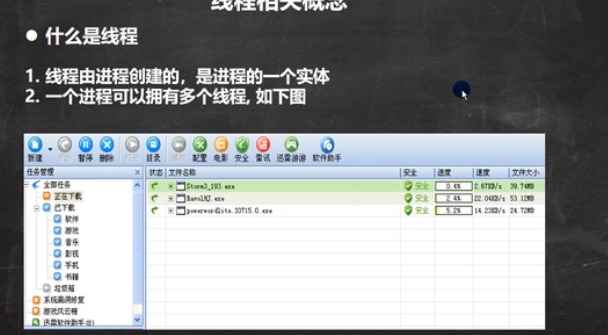 线程相关概念
什么是线程
1. 线程由进程创建的，是进程的一个实体
2. 一个进程可以拥有多个线程, 如下图
新建 开始 暂停 删除 打开 目录 配置 电影 安全 雷讯 迅雷游游 软件助手
任务管理 × 状态 文件名称 安全 进度 速度 文件大小
全部任务 Storm3_193.exe 安全 0.4% 2.67KB/s 39.74MB
正在下载 安全 2.4% 22.04KB/s 53.12MB
已下载 powerwordlite.33715.0.exe 安全 5.2% 14.23KB/s 24.72MB
软件
游戏
音乐
影视
手机
书籍
垃圾箱
系统漏洞修复
游戏风云榜
迅雷软件助手